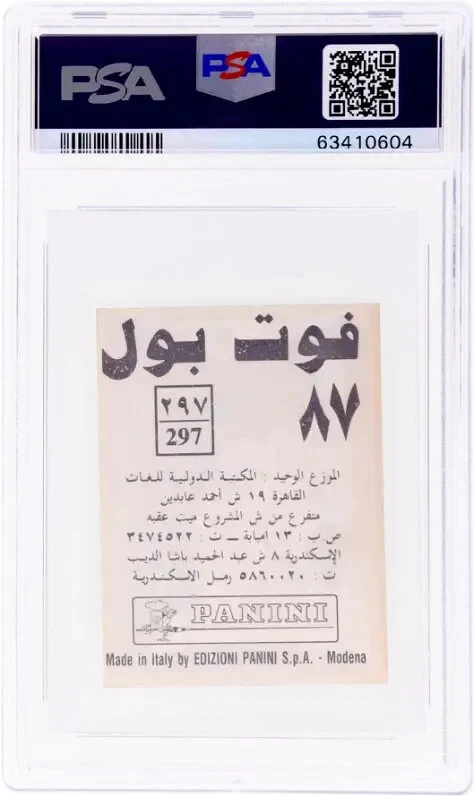 PSA PSA
63410604
فوت بول
٨٧
٢٩٧
297
الموزع الوحيد : المكتبة الدولية للغات
القاهرة ١٩ ش أحمد عابدين
متفرع من ش المشروع ميت عقبه
ص.ب : ١٣ امبابة — ت : ٣٤٧٤٥٢٢
الإسكندرية ٨ ش عبد الحميد باشا الديب
ت : ٥٨٦٠٠٢٠ رمل الاسكندرية
PANINI
Made in Italy by EDIZIONI PANINI S.p.A. - Modena